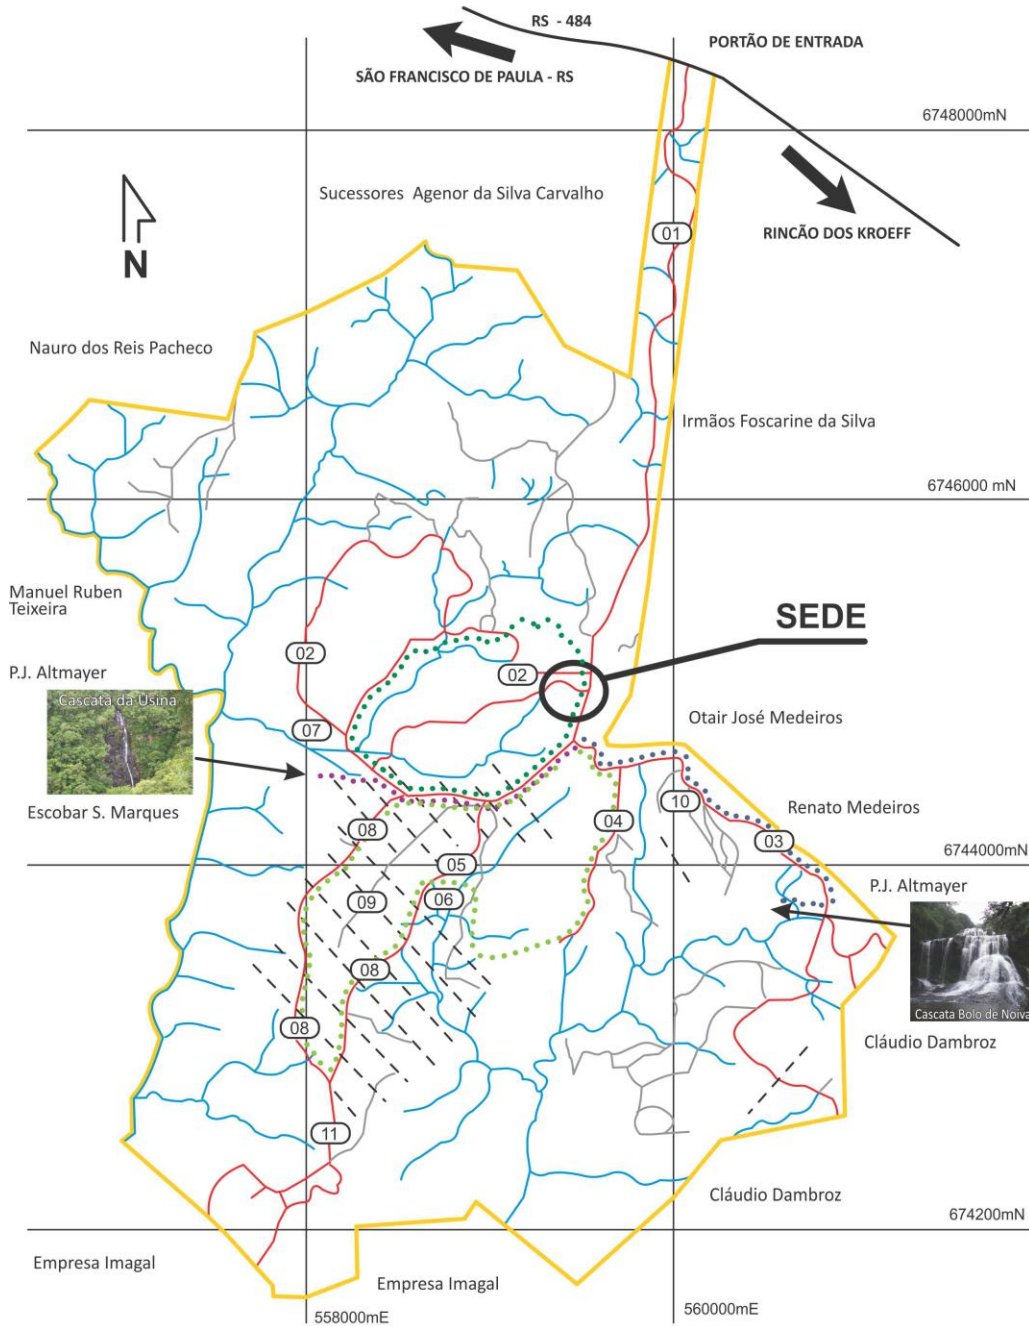 RS - 484
PORTÃO DE ENTRADA
SÃO FRANCISCO DE PAULA - RS
6748000mN
Sucessores Agenor da Silva Carvalho
RINCÃO DOS KROEFF
01
N
Nauro dos Reis Pacheco
Irmãos Foscarine da Silva
6746000 mN
Manuel Ruben
Teixeira
SEDE
02
02
P.J. Altmayer
Cascata da Usina
07
Otair José Medeiros
Escobar S. Marques
10
Renato Medeiros
08
04
03
05
6744000mN
06
09
P.J. Altmayer
08
Cascata Bolo de Noiva
08
Cláudio Dambroz
11
Cláudio Dambroz
674200mN
Empresa Imagal
Empresa Imagal
558000mE
560000mE